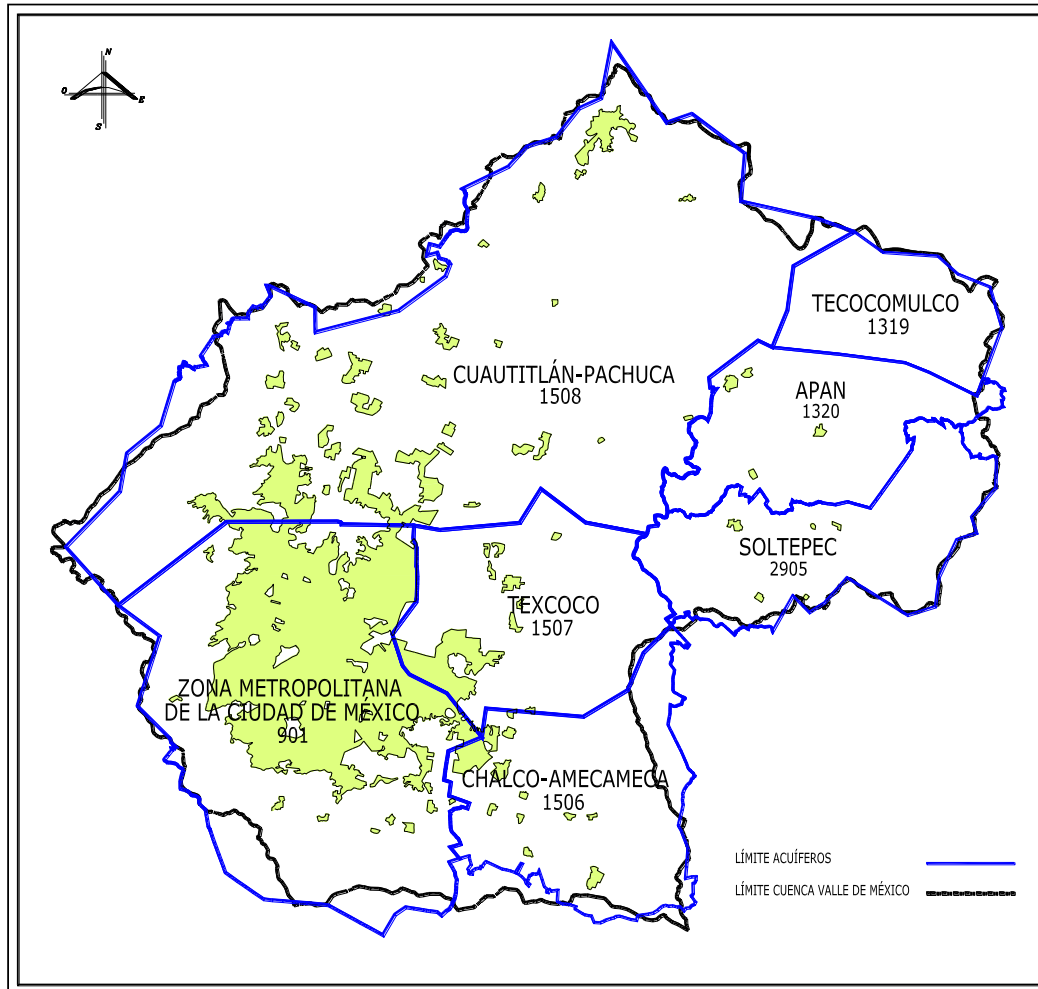 N
O
E
S
TECOCOMULCO
1319
CUAUTITLÁN-PACHUCA
1508
APAN
1320
SOLTEPEC
2905
TEXCOCO
1507
ZONA METROPOLITANA
DE LA CIUDAD DE MÉXICO
901
CHALCO-AMECAMECA
1506
LÍMITE ACUÍFEROS
LÍMITE CUENCA VALLE DE MÉXICO